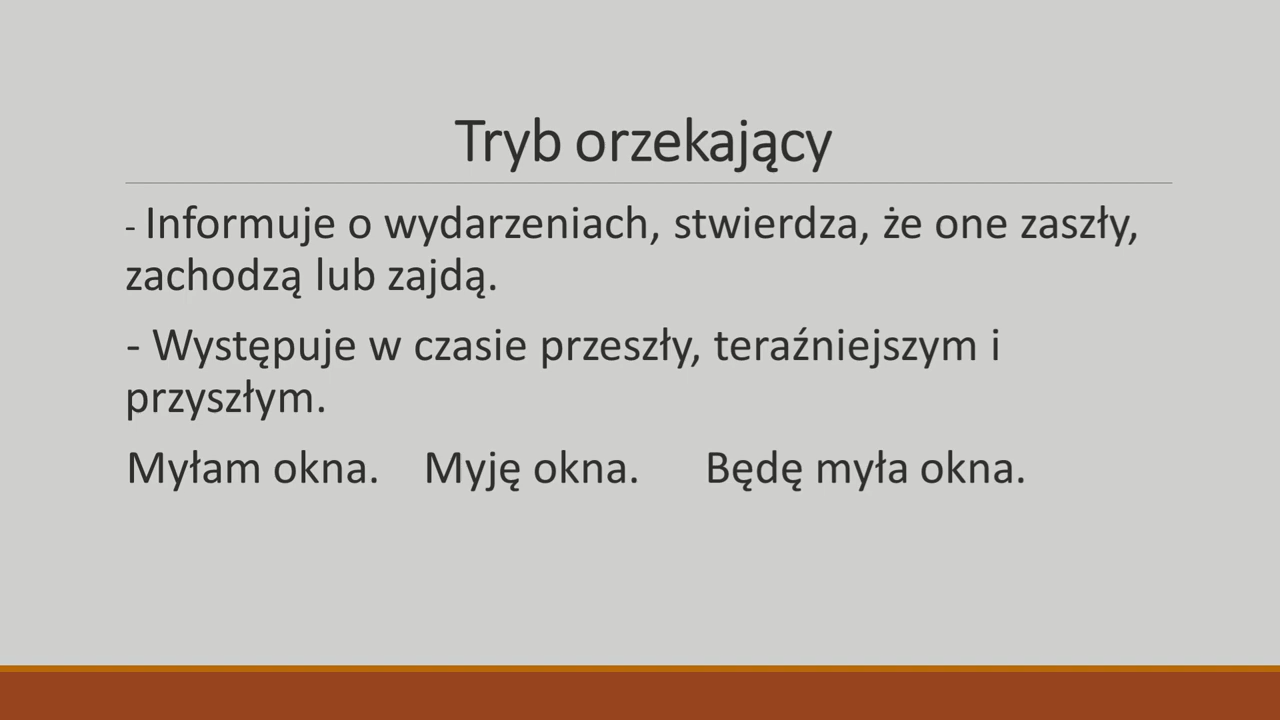 Tryb orzekający
- Informuje o wydarzeniach, stwierdza, że one zaszły,
zachodzą lub zajdą.
- Występuje w czasie przeszły, teraźniejszym i
przyszłym.
Myłam okna. Myję okna. Będę myła okna.